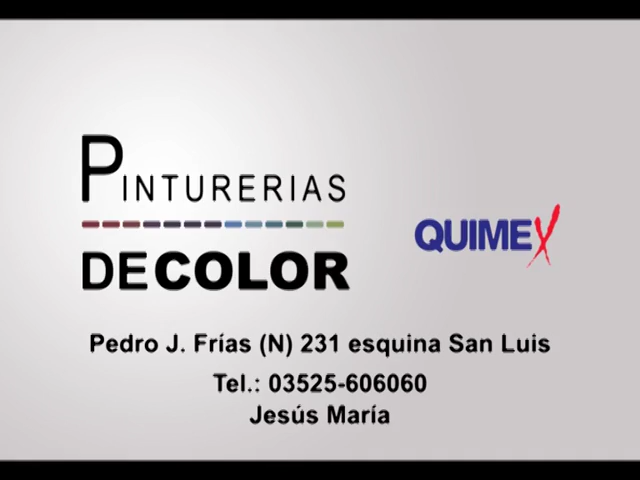 PINTURERIAS
DECOLOR
QUIMEX
Pedro J. Frías (N) 231 esquina San Luis
Tel.: 03525-606060
Jesús María